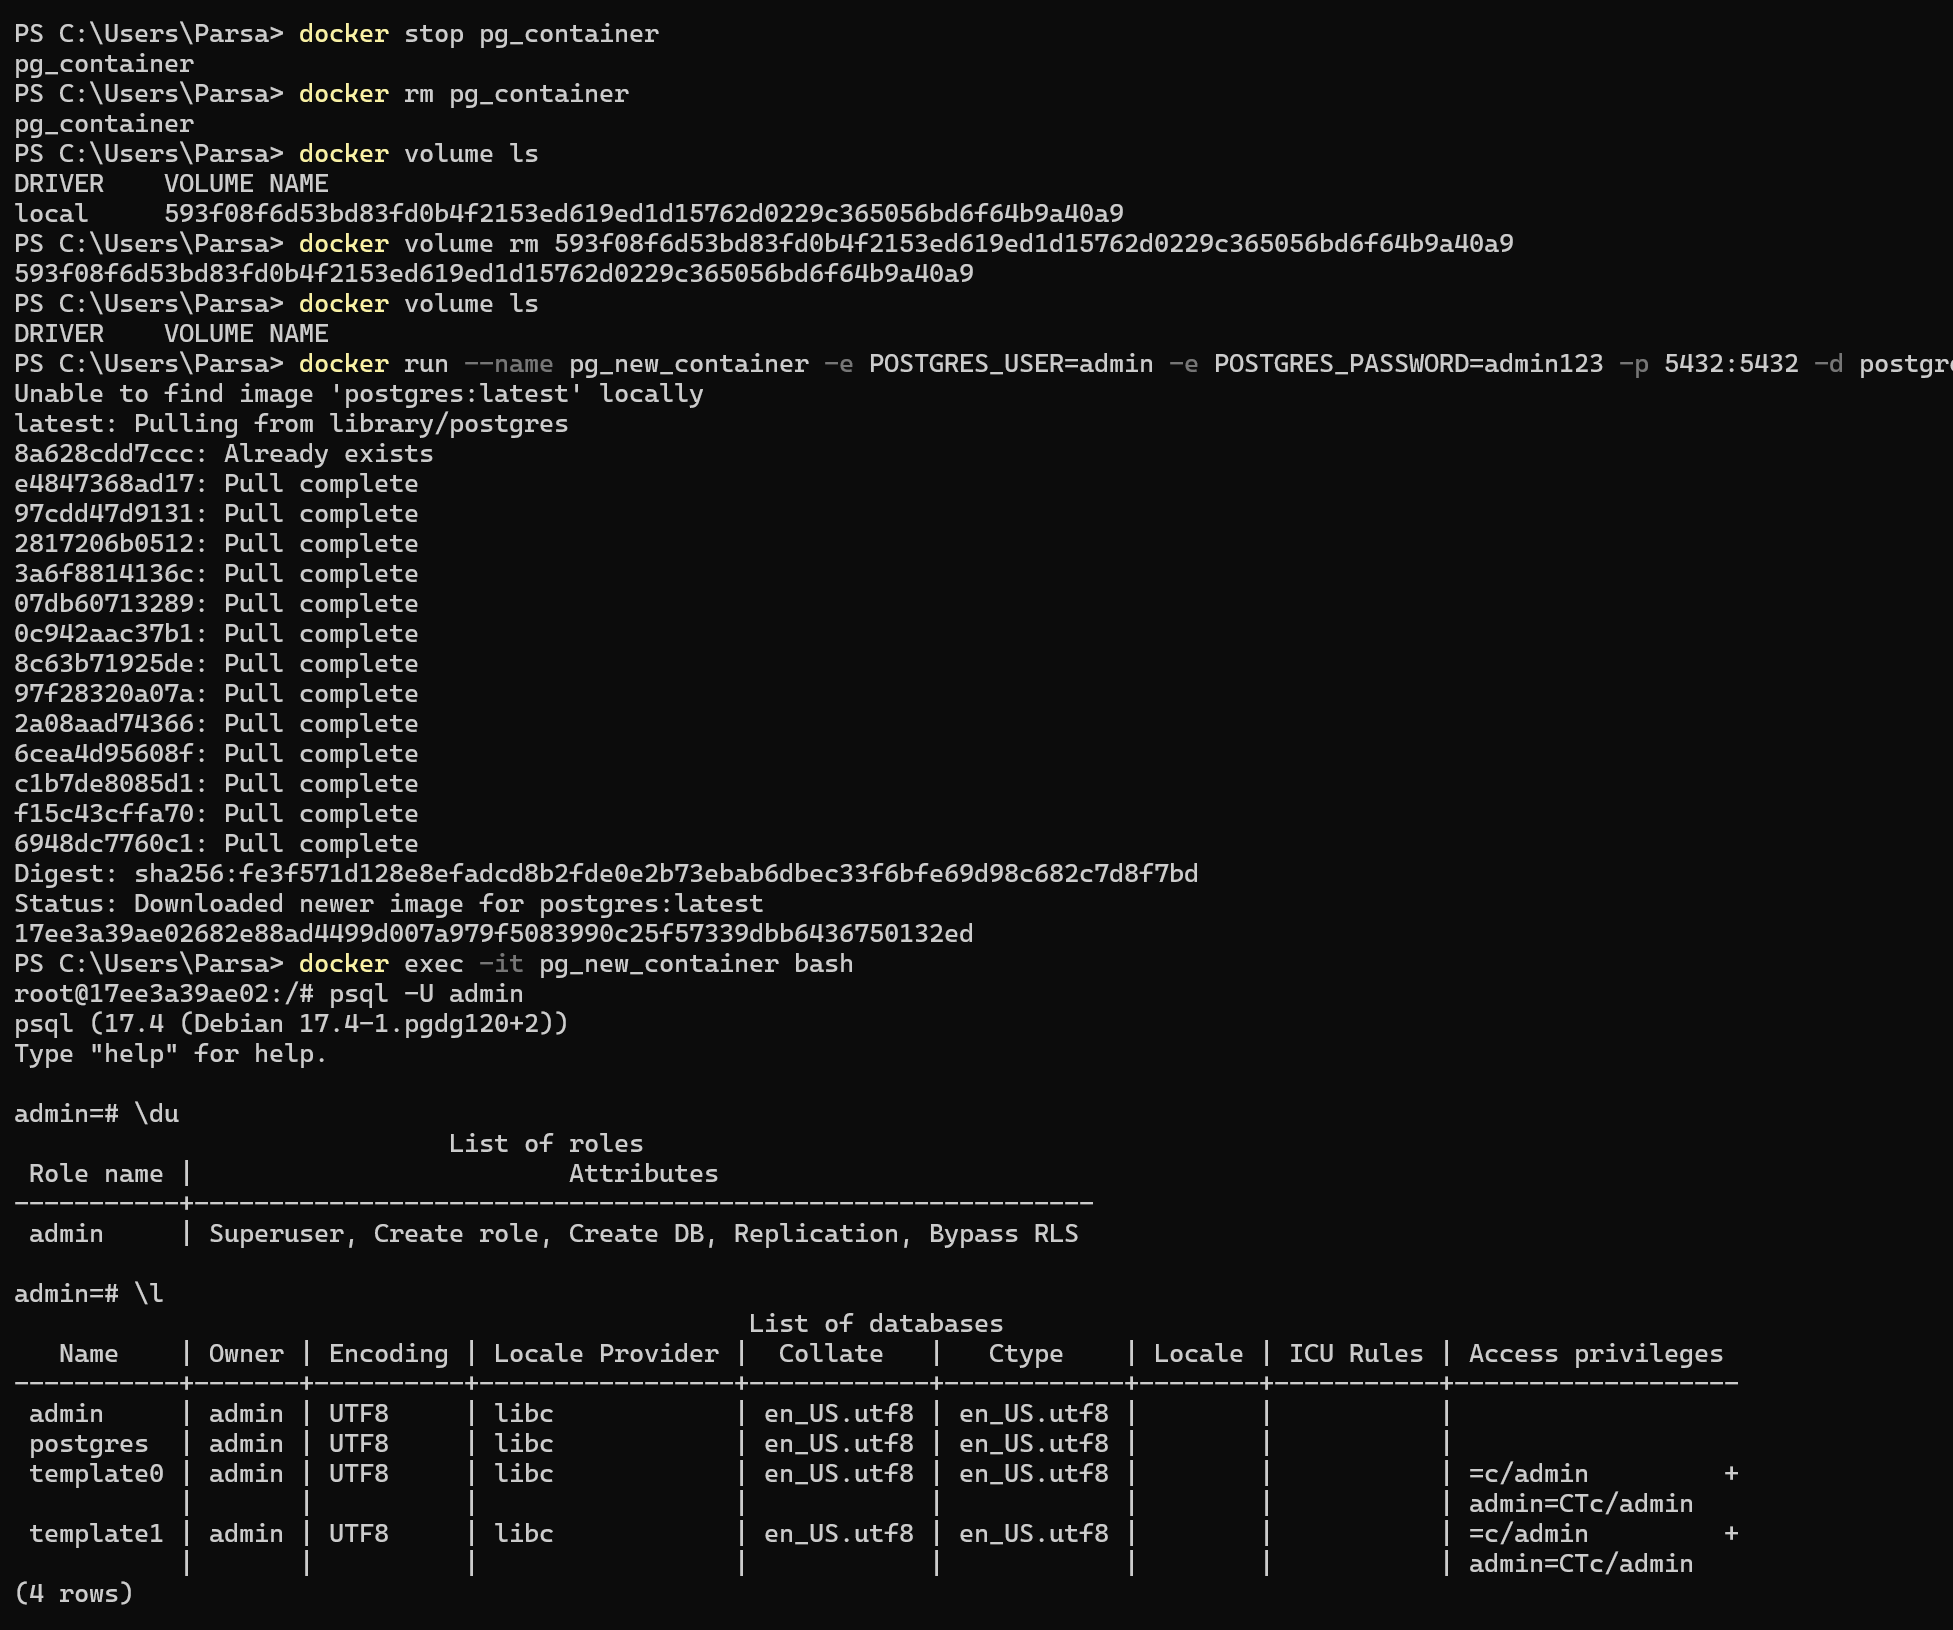 PS C:\Users\Parsa> docker stop pg_container
pg_container
PS C:\Users\Parsa> docker rm pg_container
pg_container
PS C:\Users\Parsa> docker volume ls
DRIVER    VOLUME NAME
local     593f08f6d53bd83fd0b4f2153ed619ed1d15762d0229c365056bd6f64b9a40a9
PS C:\Users\Parsa> docker volume rm 593f08f6d53bd83fd0b4f2153ed619ed1d15762d0229c365056bd6f64b9a40a9
593f08f6d53bd83fd0b4f2153ed619ed1d15762d0229c365056bd6f64b9a40a9
PS C:\Users\Parsa> docker volume ls
DRIVER    VOLUME NAME
PS C:\Users\Parsa> docker run --name pg_new_container -e POSTGRES_USER=admin -e POSTGRES_PASSWORD=admin123 -p 5432:5432 -d postgre
Unable to find image 'postgres:latest' locally
latest: Pulling from library/postgres
8a628cdd7ccc: Already exists
e4847368ad17: Pull complete
97cdd47d9131: Pull complete
2817206b0512: Pull complete
3a6f8814136c: Pull complete
07db60713289: Pull complete
0c942aac37b1: Pull complete
8c63b71925de: Pull complete
97f28320a07a: Pull complete
2a08aad74366: Pull complete
6cea4d95608f: Pull complete
c1b7de8085d1: Pull complete
f15c43cffa70: Pull complete
6948dc7760c1: Pull complete
Digest: sha256:fe3f571d128e8efadcd8b2fde0e2b73ebab6dbec33f6bfe69d98c682c7d8f7bd
Status: Downloaded newer image for postgres:latest
17ee3a39ae02682e88ad4499d007a979f5083990c25f57339dbb6436750132ed
PS C:\Users\Parsa> docker exec -it pg_new_container bash
root@17ee3a39ae02:/# psql -U admin
psql (17.4 (Debian 17.4-1.pgdg120+2))
Type "help" for help.

admin=# \du
                             List of roles
 Role name |                         Attributes
-----------+------------------------------------------------------------
 admin     | Superuser, Create role, Create DB, Replication, Bypass RLS

admin=# \l
                                                 List of databases
   Name    | Owner | Encoding | Locale Provider |  Collate   |   Ctype    | Locale | ICU Rules | Access privileges
-----------+-------+----------+-----------------+------------+------------+--------+-----------+-------------------
 admin     | admin | UTF8     | libc            | en_US.utf8 | en_US.utf8 |        |           |
 postgres  | admin | UTF8     | libc            | en_US.utf8 | en_US.utf8 |        |           |
 template0 | admin | UTF8     | libc            | en_US.utf8 | en_US.utf8 |        |           | =c/admin         +
           |       |          |                 |            |            |        |           | admin=CTc/admin
 template1 | admin | UTF8     | libc            | en_US.utf8 | en_US.utf8 |        |           | =c/admin         +
           |       |          |                 |            |            |        |           | admin=CTc/admin
(4 rows)